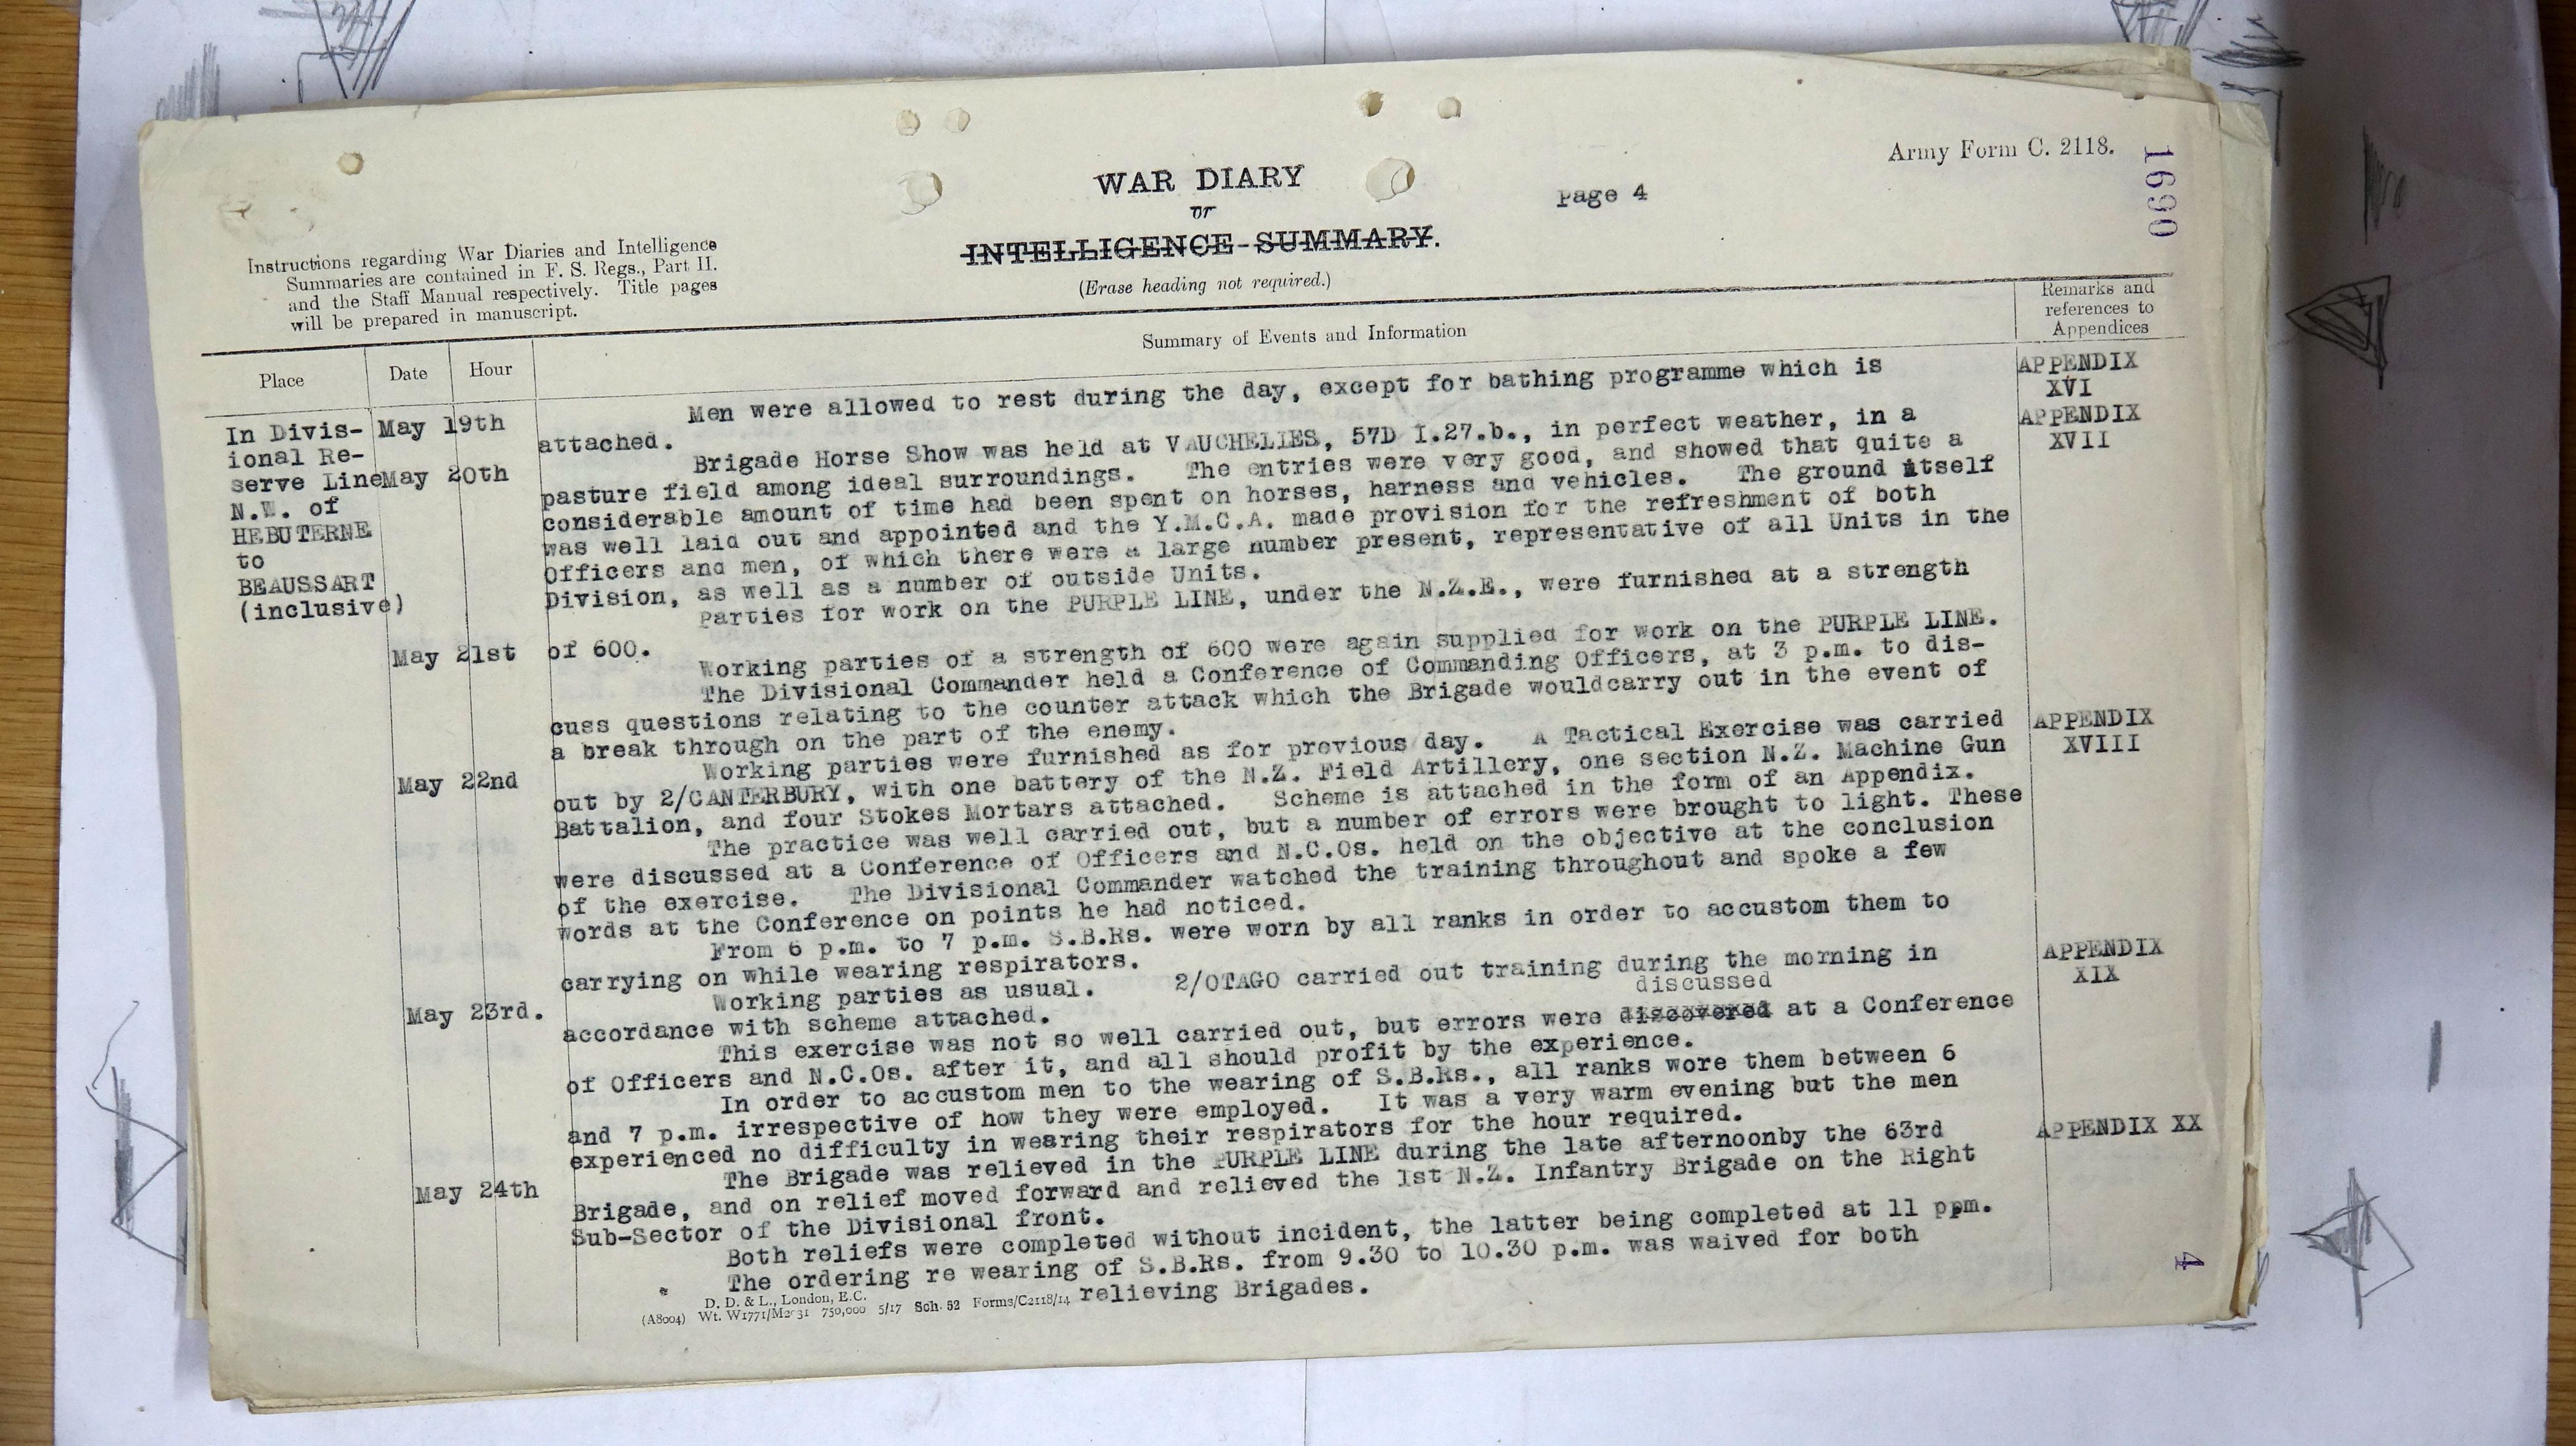 Army Form C. 2118.
1690
WAR DIARY
or
INTELLIGENCE SUMMARY.
(Erase heading not required.)
Page 4
Instructions regarding War Diaries and Intelligence
Summaries are contained in F. S. Regs., Part II.
and the Staff Manual respectively. Title pages
will be prepared in manuscript.
Place
Date
Hour
Summary of Events and Information
Remarks and
references to
Appendices
In Divis-
ional Re-
serve Line
N.W. of
HEBUTERNE
to
BEAUSSART
(inclusive)
May 19th
Men were allowed to rest during the day, except for bathing programme which is
attached.
APPENDIX
XVI
May 20th
Brigade Horse Show was held at VAUCHELIES, 57D I.27.b., in perfect weather, in a
pasture field among ideal surroundings. The entries were very good, and showed that quite a
considerable amount of time had been spent on horses, harness and vehicles. The ground itself
was well laid out and appointed and the Y.M.C.A. made provision for the refreshment of both
Officers and men, of which there were a large number present, representative of all Units in the
Division, as well as a number of outside Units.
Parties for work on the PURPLE LINE, under the N.Z.E., were furnished at a strength
of 600.
APPENDIX
XVII
May 21st
Working parties of a strength of 600 were again supplied for work on the PURPLE LINE.
The Divisional Commander held a Conference of Commanding Officers, at 3 p.m. to dis-
cuss questions relating to the counter attack which the Brigade wouldcarry out in the event of
a break through on the part of the enemy.
May 22nd
Working parties were furnished as for previous day. A Tactical Exercise was carried
out by 2/CANTERBURY, with one battery of the N.Z. Field Artillery, one section N.Z. Machine Gun
Battalion, and four Stokes Mortars attached. Scheme is attached in the form of an Appendix.
The practice was well carried out, but a number of errors were brought to light. These
were discussed at a Conference of Officers and N.C.Os. held on the objective at the conclusion
of the exercise. The Divisional Commander watched the training throughout and spoke a few
words at the Conference on points he had noticed.
From 6 p.m. to 7 p.m. S.B.Rs. were worn by all ranks in order to accustom them to
carrying on while wearing respirators.
APPENDIX
XVIII
May 23rd.
Working parties as usual. 2/OTAGO carried out training during the morning in
accordance with scheme attached.
discussed
This exercise was not so well carried out, but errors were discovered at a Conference
of Officers and N.C.Os. after it, and all should profit by the experience.
In order to accustom men to the wearing of S.B.Rs., all ranks wore them between 6
and 7 p.m. irrespective of how they were employed. It was a very warm evening but the men
experienced no difficulty in wearing their respirators for the hour required.
APPENDIX
XIX
May 24th
The Brigade was relieved in the PURPLE LINE during the late afternoonby the 63rd
Brigade, and on relief moved forward and relieved the 1st N.Z. Infantry Brigade on the Right
Sub-Sector of the Divisional front.
Both reliefs were completed without incident, the latter being completed at 11 ppm.
The ordering re wearing of S.B.Rs. from 9.30 to 10.30 p.m. was waived for both
relieving Brigades.
APPENDIX XX
D. D. & L., London, E.C.
(A8004) Wt. W1771/M2031 750,000 5/17 Sch. 52 Forms/C2118/14
4